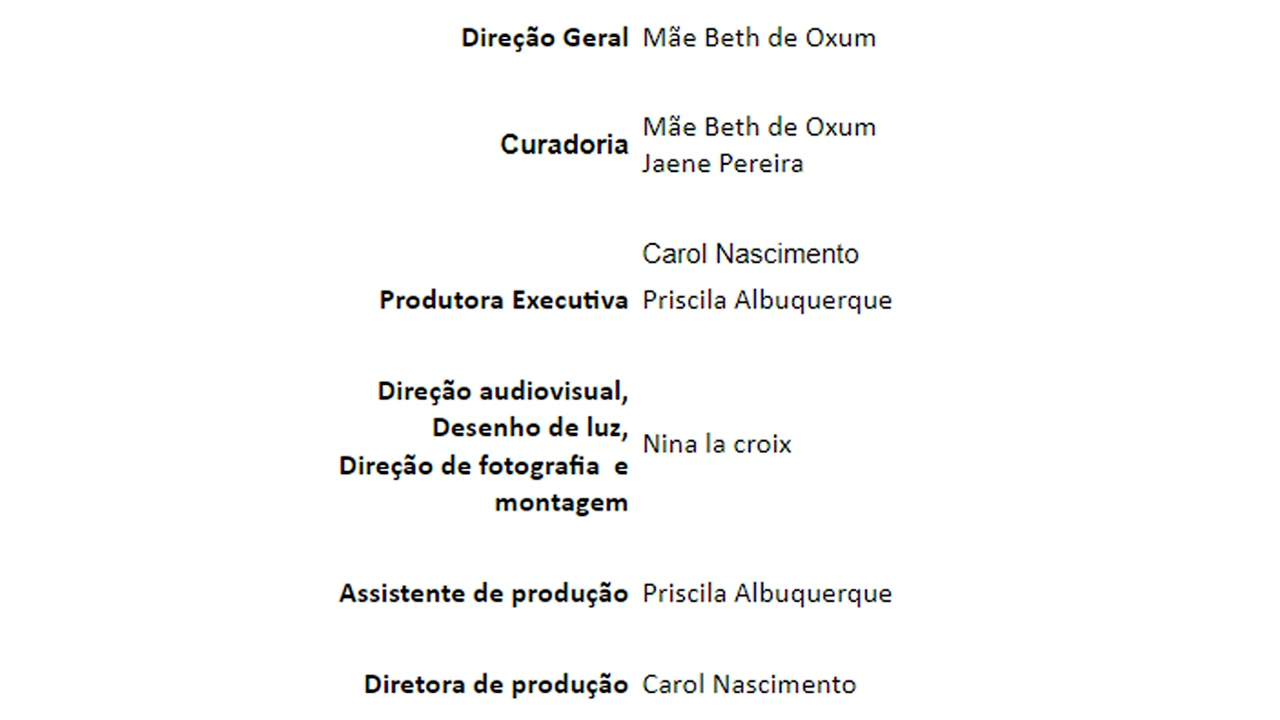 Direção Geral Mãe Beth de Oxum
Curadoria Mãe Beth de Oxum
Jaene Pereira
Carol Nascimento
Produtora Executiva Priscila Albuquerque
Direção audiovisual,
Desenho de luz,
Direção de fotografia e
montagem
Nina la croix
Assistente de produção Priscila Albuquerque
Diretora de produção Carol Nascimento